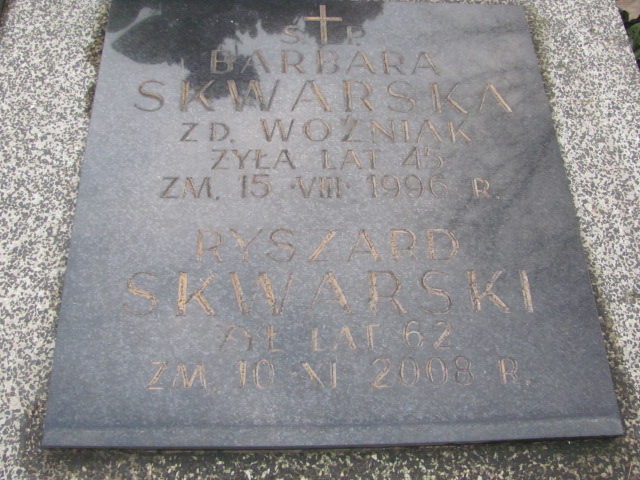 Ś P.
BARBARA
SKWARSKA
ZD. WOŹNIAK
ŻYŁA LAT 45
ZM. 15 · VIII · 1996 R.
RYSZARD
SKWARSKI
ŻYŁ LAT 62
ZM. 10 · XI · 2008 · R.